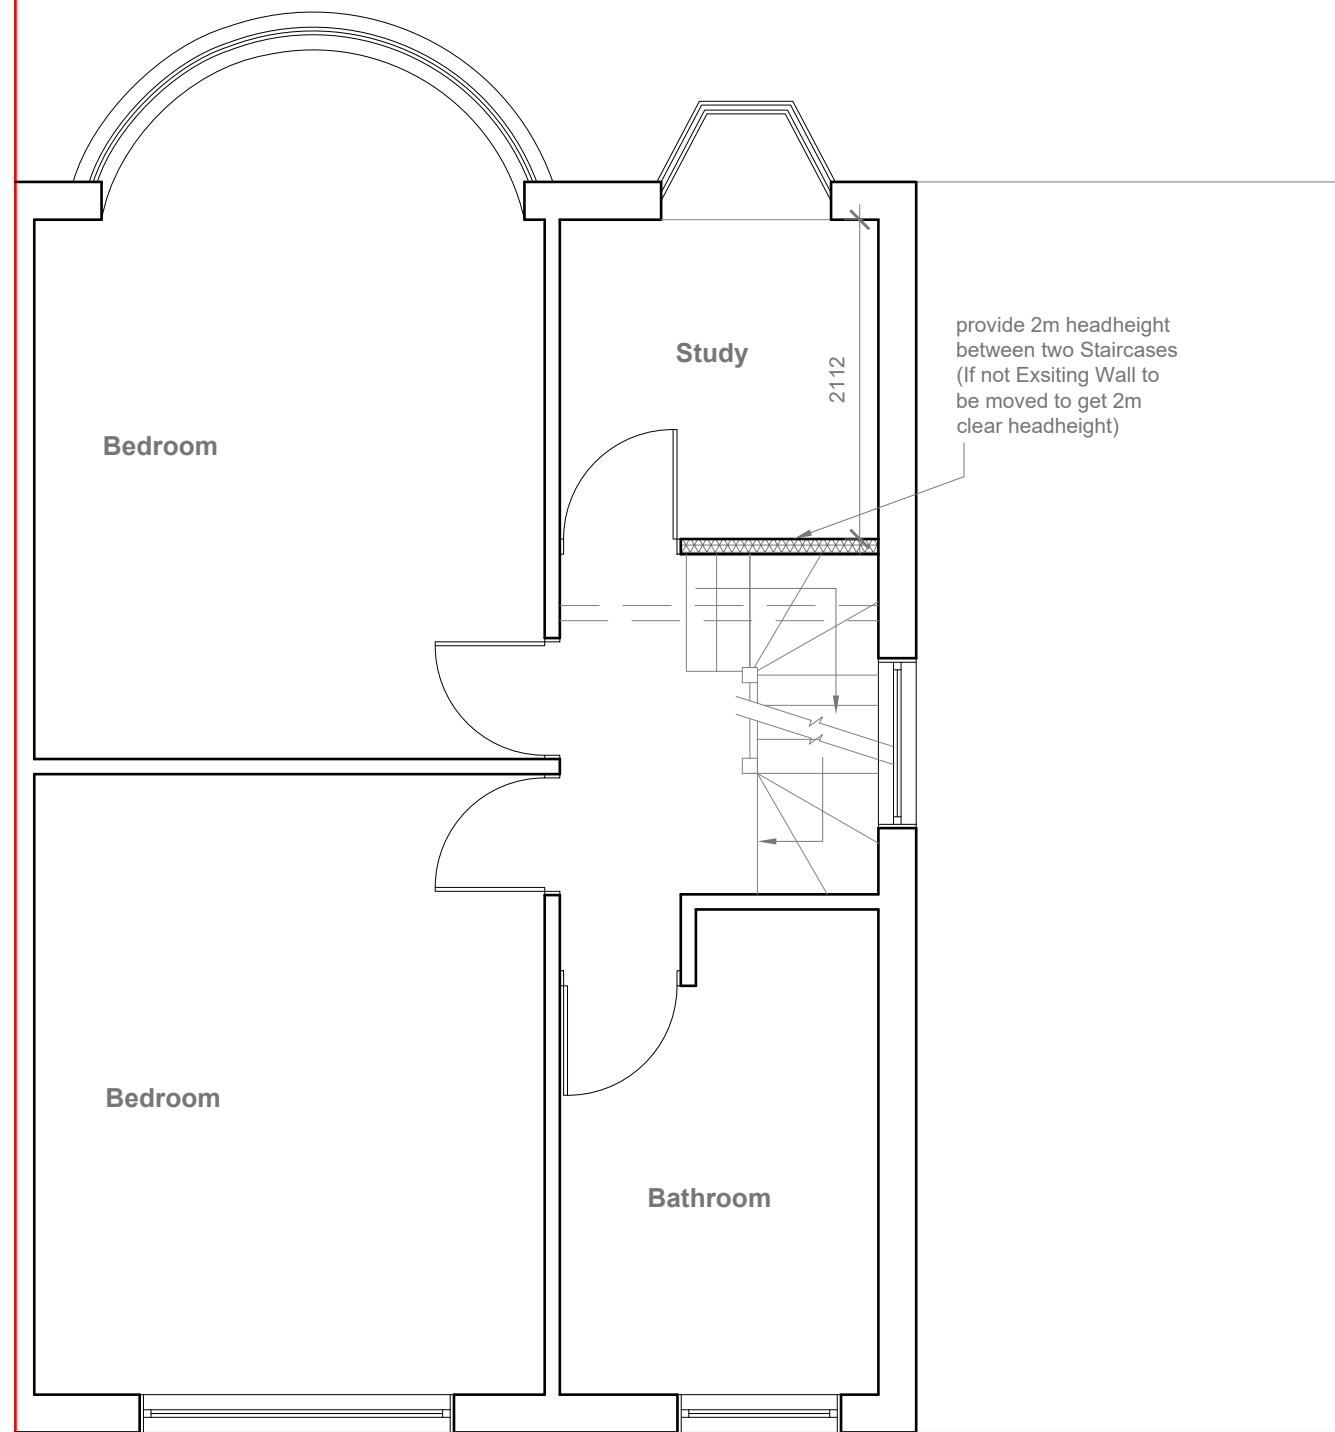 Study
provide 2m headheight
between two Staircases
(If not Exsiting Wall to
be moved to get 2m
clear headheight)
2112
Bedroom
Bedroom
Bathroom